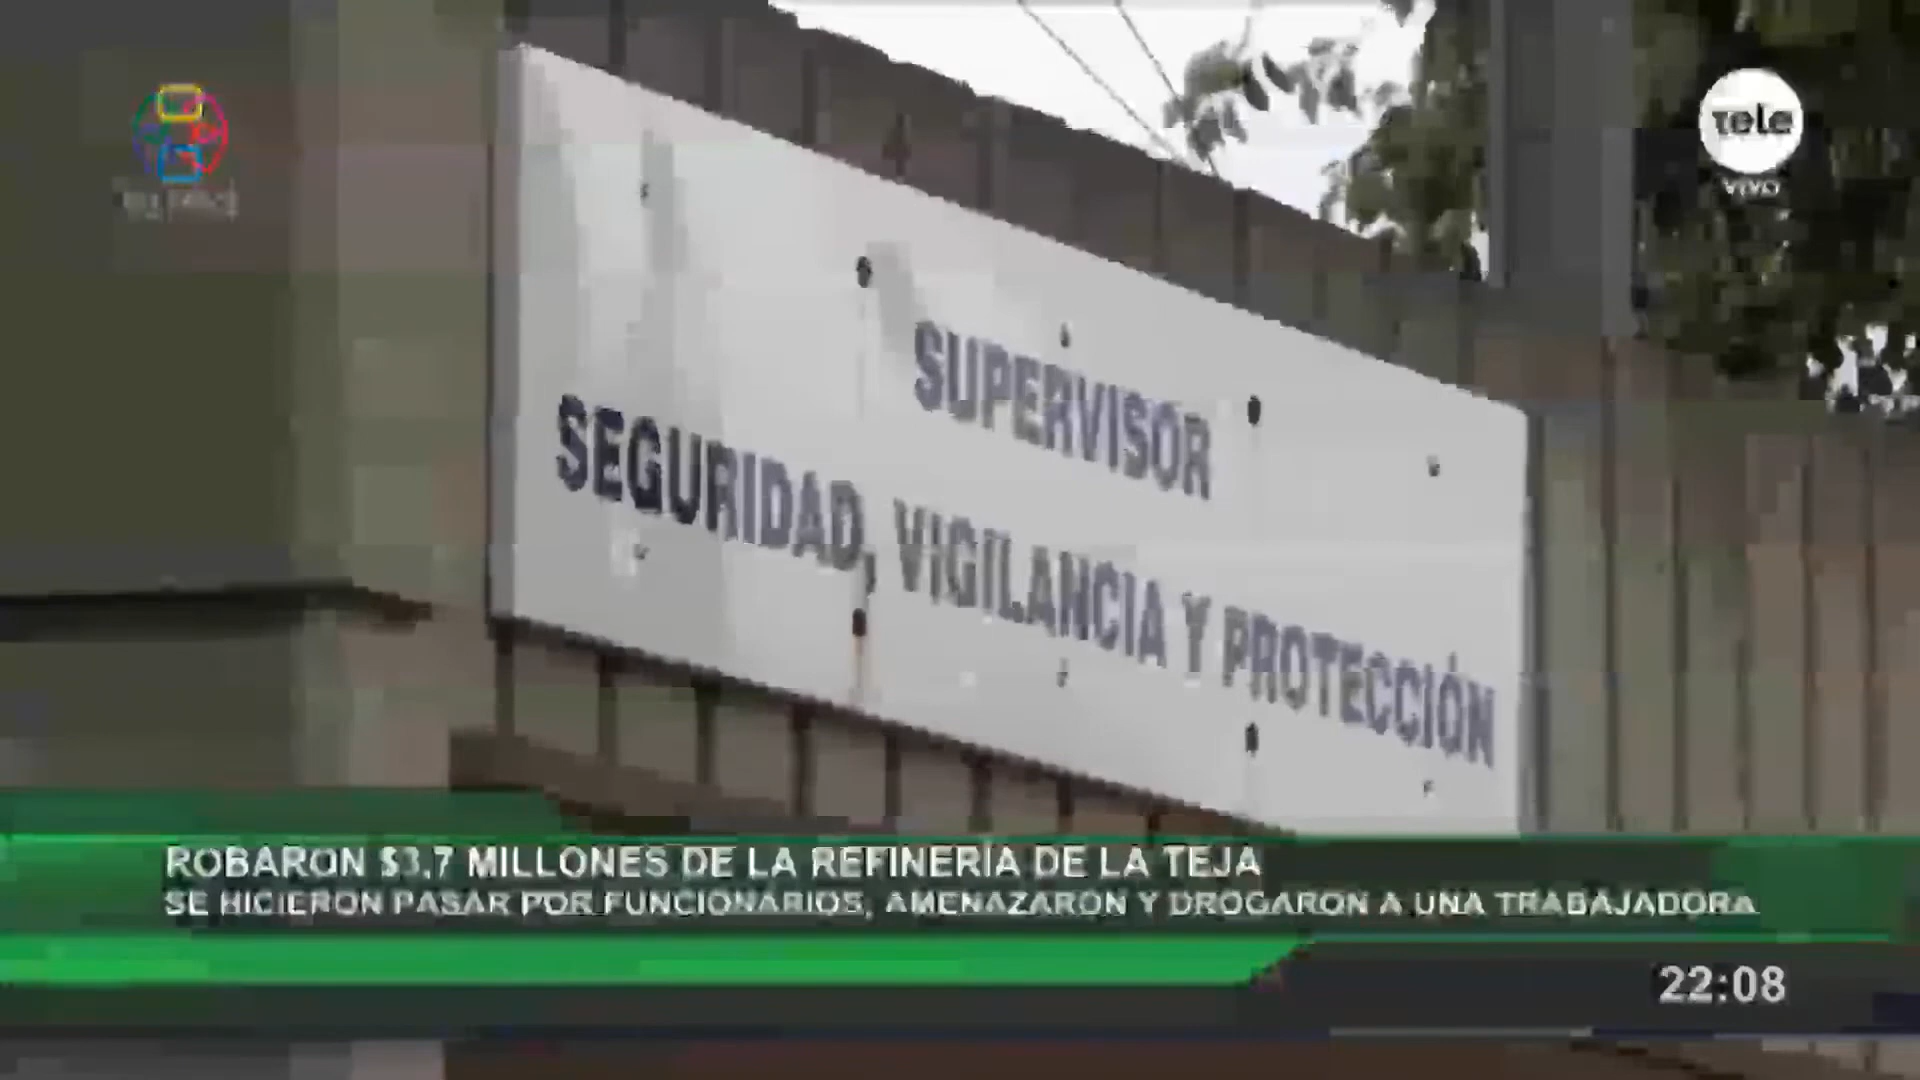 Tele
VIVO
SUPERVISOR
SEGURIDAD, VIGILANCIA Y PROTECCIÓN
ROBARON $3,7 MILLONES DE LA REFINERÍA DE LA TEJA
SE HICIERON PASAR POR FUNCIONARIOS, AMENAZARON Y DROGARON A UNA TRABAJADORA
22:08